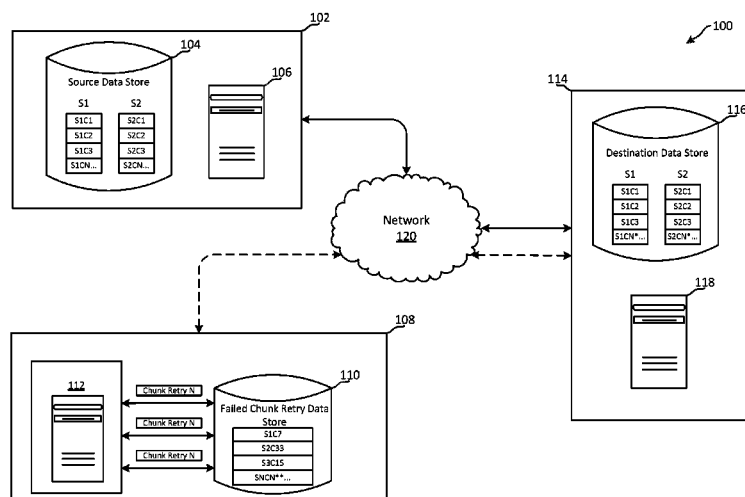 100
102
104
Source Data Store
S1
S2
S1C1
S1C2
S1C3
S1CN...
S2C1
S2C2
S2C3
S2CN...
106
114
116
Destination Data Store
S1
S2
S1C1
S1C2
S1C3
S1CN*...
S2C1
S2C2
S2C3
S2CN*...
118
Network
120
108
112
Chunk Retry N
Chunk Retry N
Chunk Retry N
110
Failed Chunk Retry Data
Store
S1C7
S2C33
S3C15
SNCN**...